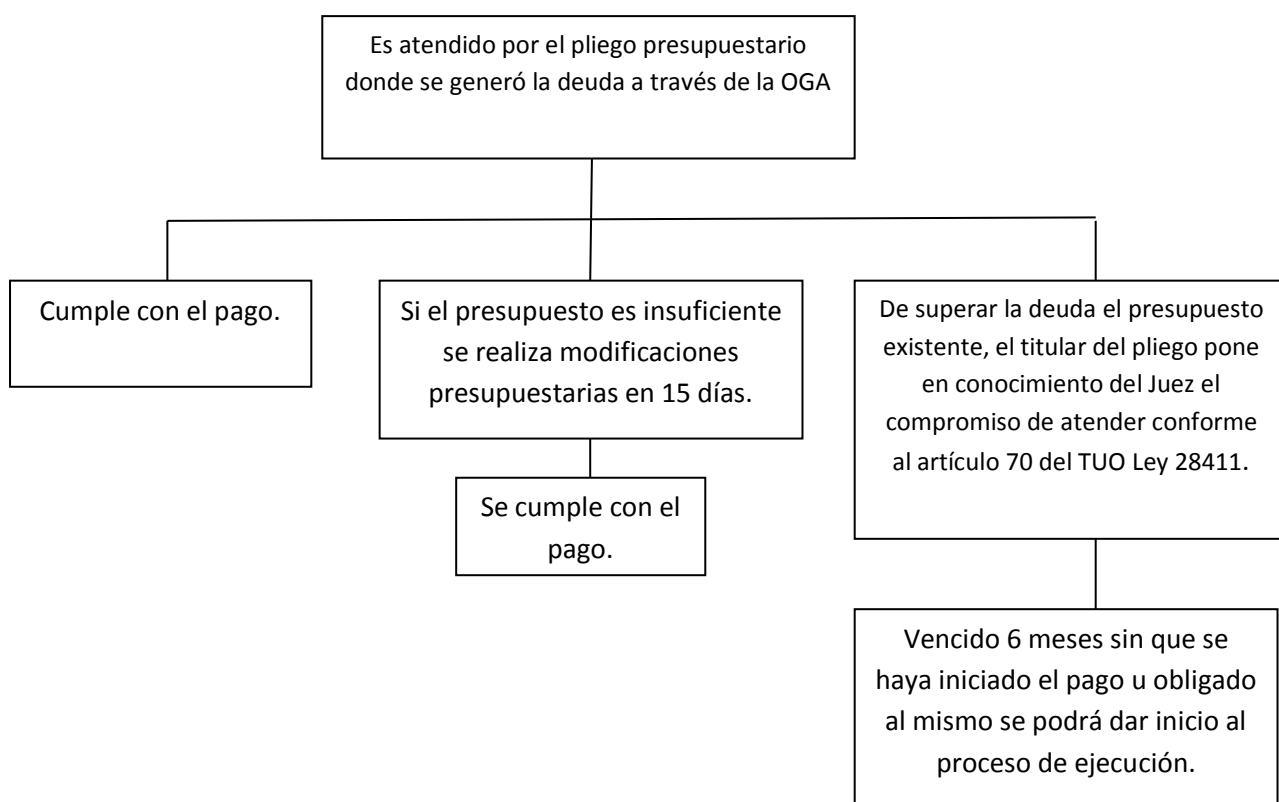 Es atendido por el pliego presupuestario
donde se generó la deuda a través de la OGA
Cumple con el pago.
Si el presupuesto es insuficiente
se realiza modificaciones
presupuestarias en 15 días.
Se cumple con el
pago.
De superar la deuda el presupuesto
existente, el titular del pliego pone
en conocimiento del Juez el
compromiso de atender conforme
al artículo 70 del TUO Ley 28411.
Vencido 6 meses sin que se
haya iniciado el pago u obligado
al mismo se podrá dar inicio al
proceso de ejecución.